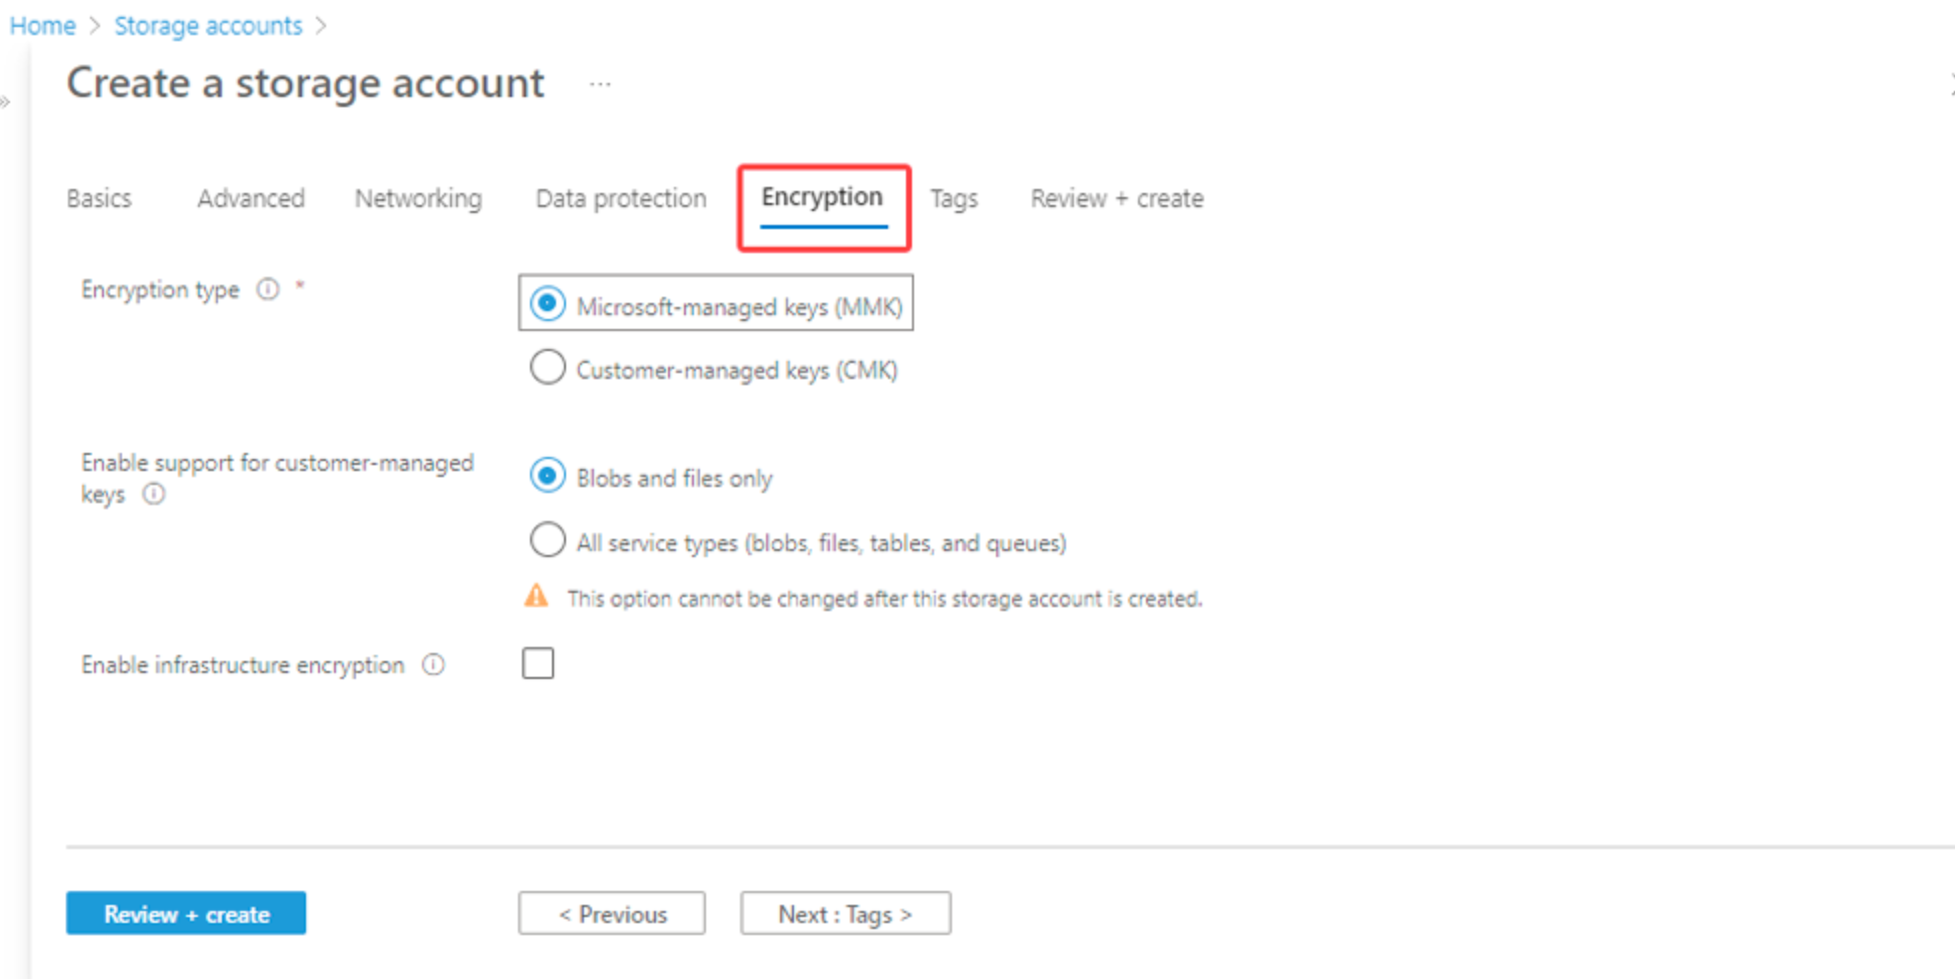 Home > Storage accounts >
Create a storage account ...
Basics Advanced Networking Data protection Encryption Tags Review + create
Encryption type * Microsoft-managed keys (MMK)
Customer-managed keys (CMK)
Enable support for customer-managed
keys
Blobs and files only
All service types (blobs, files, tables, and queues)
This option cannot be changed after this storage account is created.
Enable infrastructure encryption
Review + create < Previous Next : Tags >